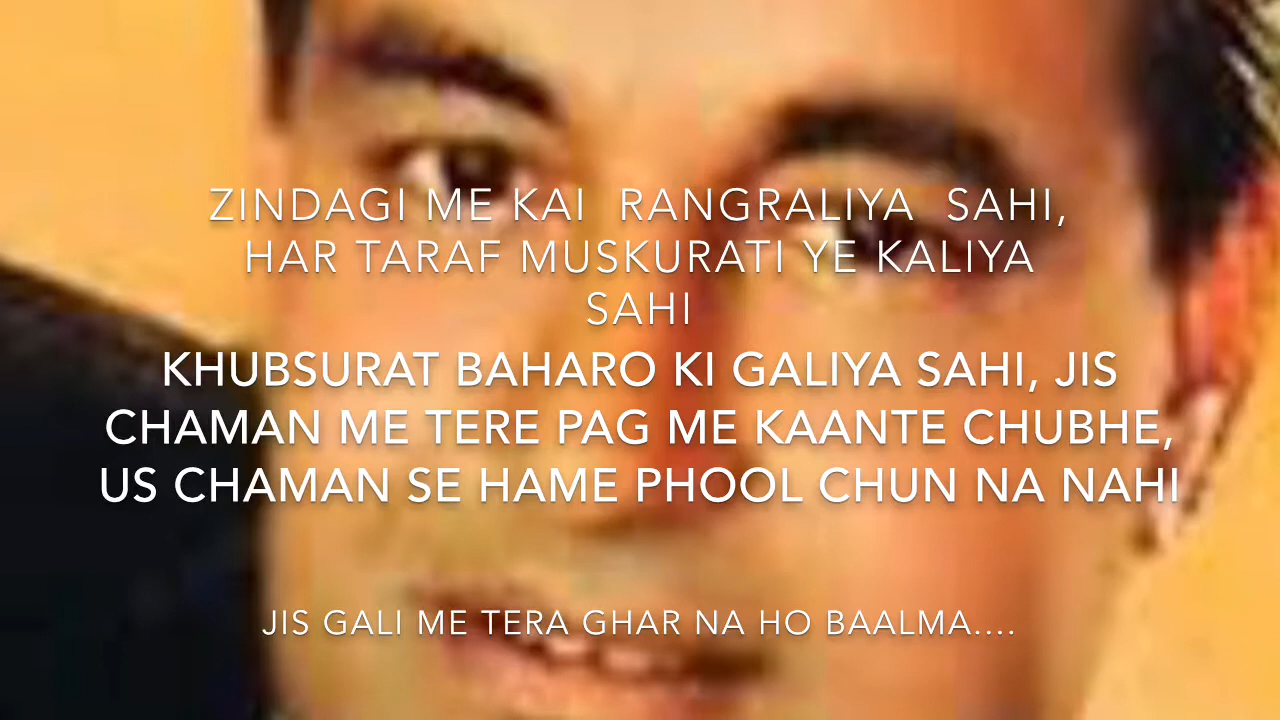 ZINDAGI ME KAI RANGRALIYA SAHI,
HAR TARAF MUSKURATI YE KALIYA
SAHI
KHUBSURAT BAHARO KI GALIYA SAHI, JIS
CHAMAN ME TERE PAG ME KAANTE CHUBHE,
US CHAMAN SE HAME PHOOL CHUN NA NAHI
JIS GALI ME TERA GHAR NA HO BAALMA....